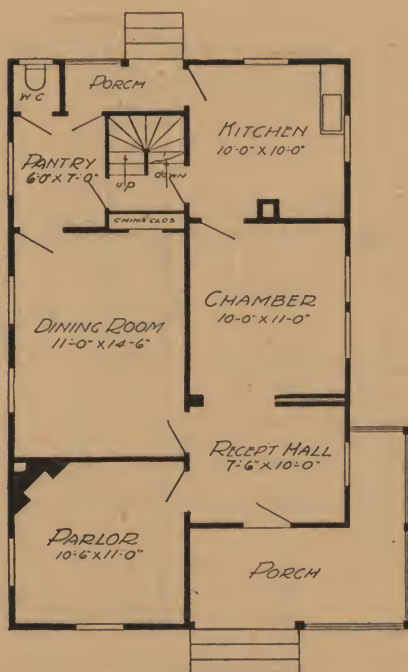 PORCH
W C
KITCHEN
10-0" X 10-0"
PANTRY
6'0" X 7'-0"
UP
DOWN
CHINA CLOS
CHAMBER
10-0" X 11-0"
DINING ROOM
11'-0" X 14'-6"
RECEPT HALL
7'-6" X 10'-0"
PARLOR
10'-6" X 11'-0"
PORCH